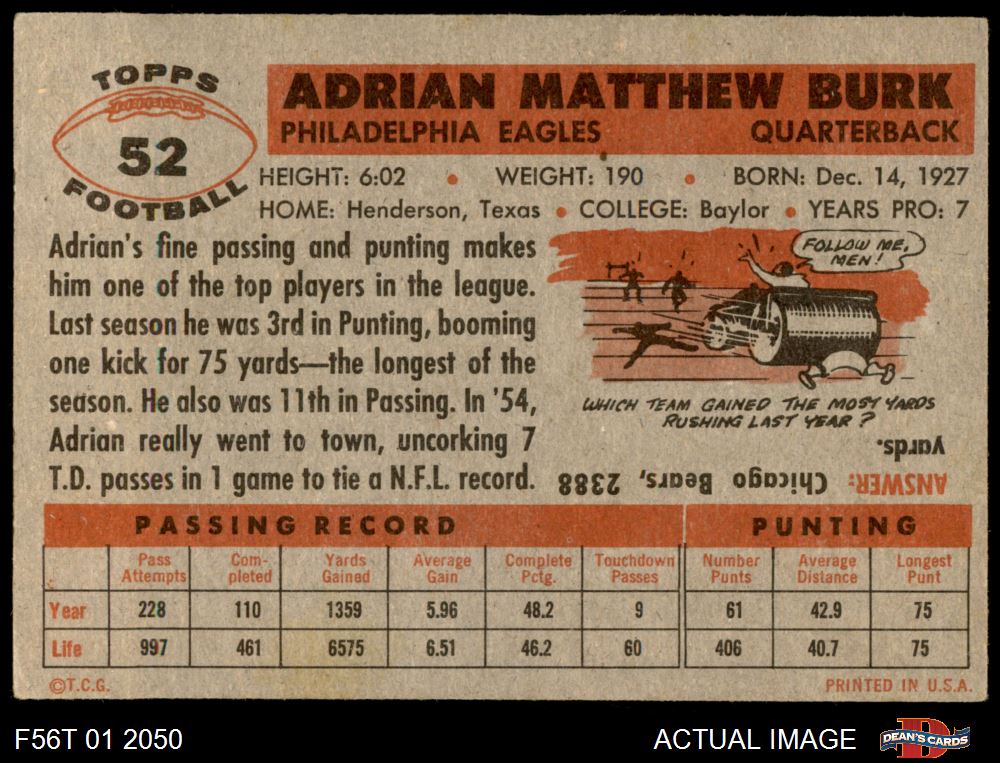 TOPPS
52
FOOTBALL
ADRIAN MATTHEW BURK
PHILADELPHIA EAGLES QUARTERBACK
HEIGHT: 6:02 • WEIGHT: 190 • BORN: Dec. 14, 1927
HOME: Henderson, Texas • COLLEGE: Baylor • YEARS PRO: 7
Adrian's fine passing and punting makes
him one of the top players in the league.
Last season he was 3rd in Punting, booming
one kick for 75 yards—the longest of the
season. He also was 11th in Passing. In '54,
Adrian really went to town, uncorking 7
T.D. passes in 1 game to tie a N.F.L. record.
FOLLOW ME,
MEN!
WHICH TEAM GAINED THE MOST YARDS
RUSHING LAST YEAR?
ANSWER: Chicago Bears, 2388
yards.
PASSING RECORD PUNTING
Pass Attempts Com-pleted Yards Gained Average Gain Complete Pctg. Touchdown Passes Number Punts Average Distance Longest Punt
Year 228 110 1359 5.96 48.2 9 61 42.9 75
Life 997 461 6575 6.51 46.2 60 406 40.7 75
©T.C.G. PRINTED IN U.S.A.
F56T 01 2050 ACTUAL IMAGE D DEAN'S CARDS